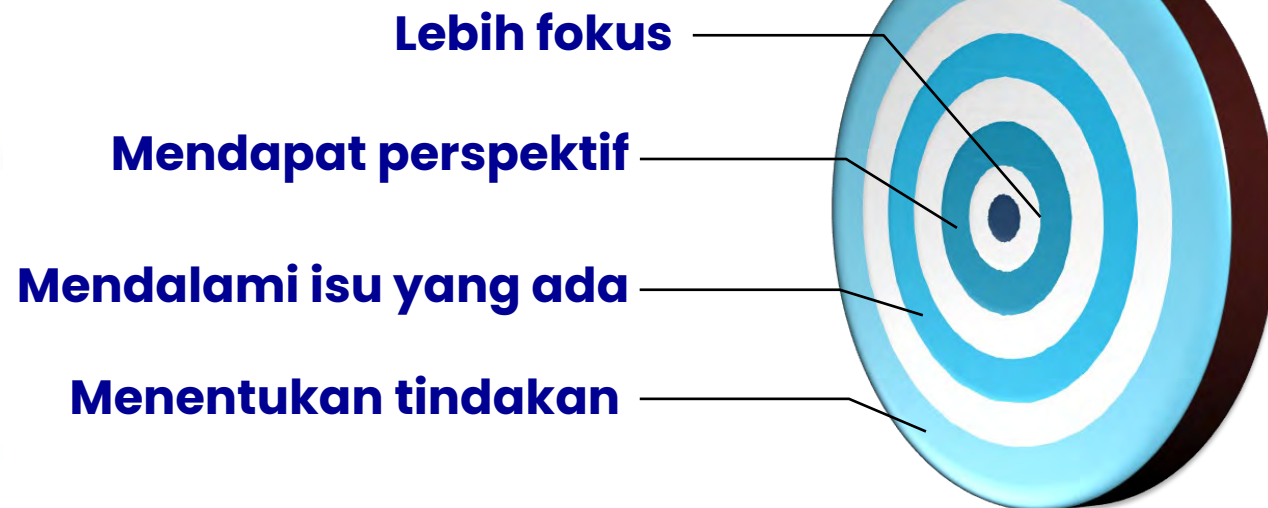 Lebih fokus
Mendapat perspektif
Mendalami isu yang ada
Menentukan tindakan